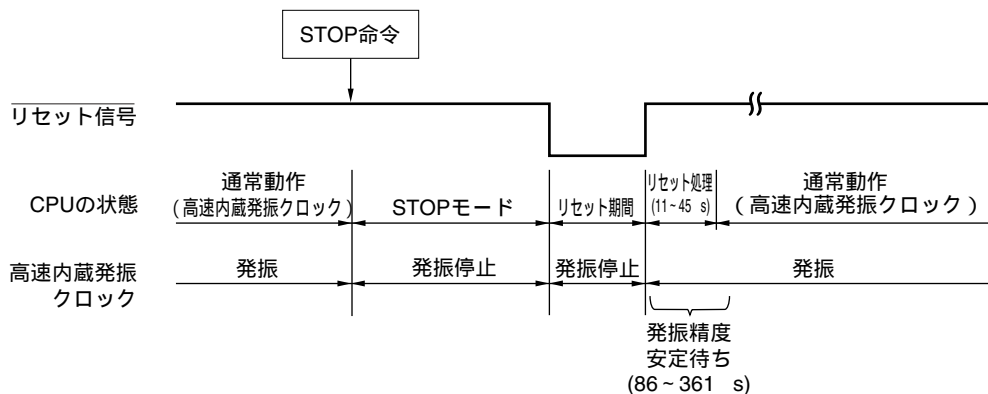 STOP命令
リセット信号
CPUの状態
通常動作
（高速内蔵発振クロック）
STOPモード
リセット期間
リセット処理
(11~45 s)
通常動作
（高速内蔵発振クロック）
高速内蔵発振
クロック
発振
発振停止
発振停止
発振
発振精度
安定待ち
(86~361 s)